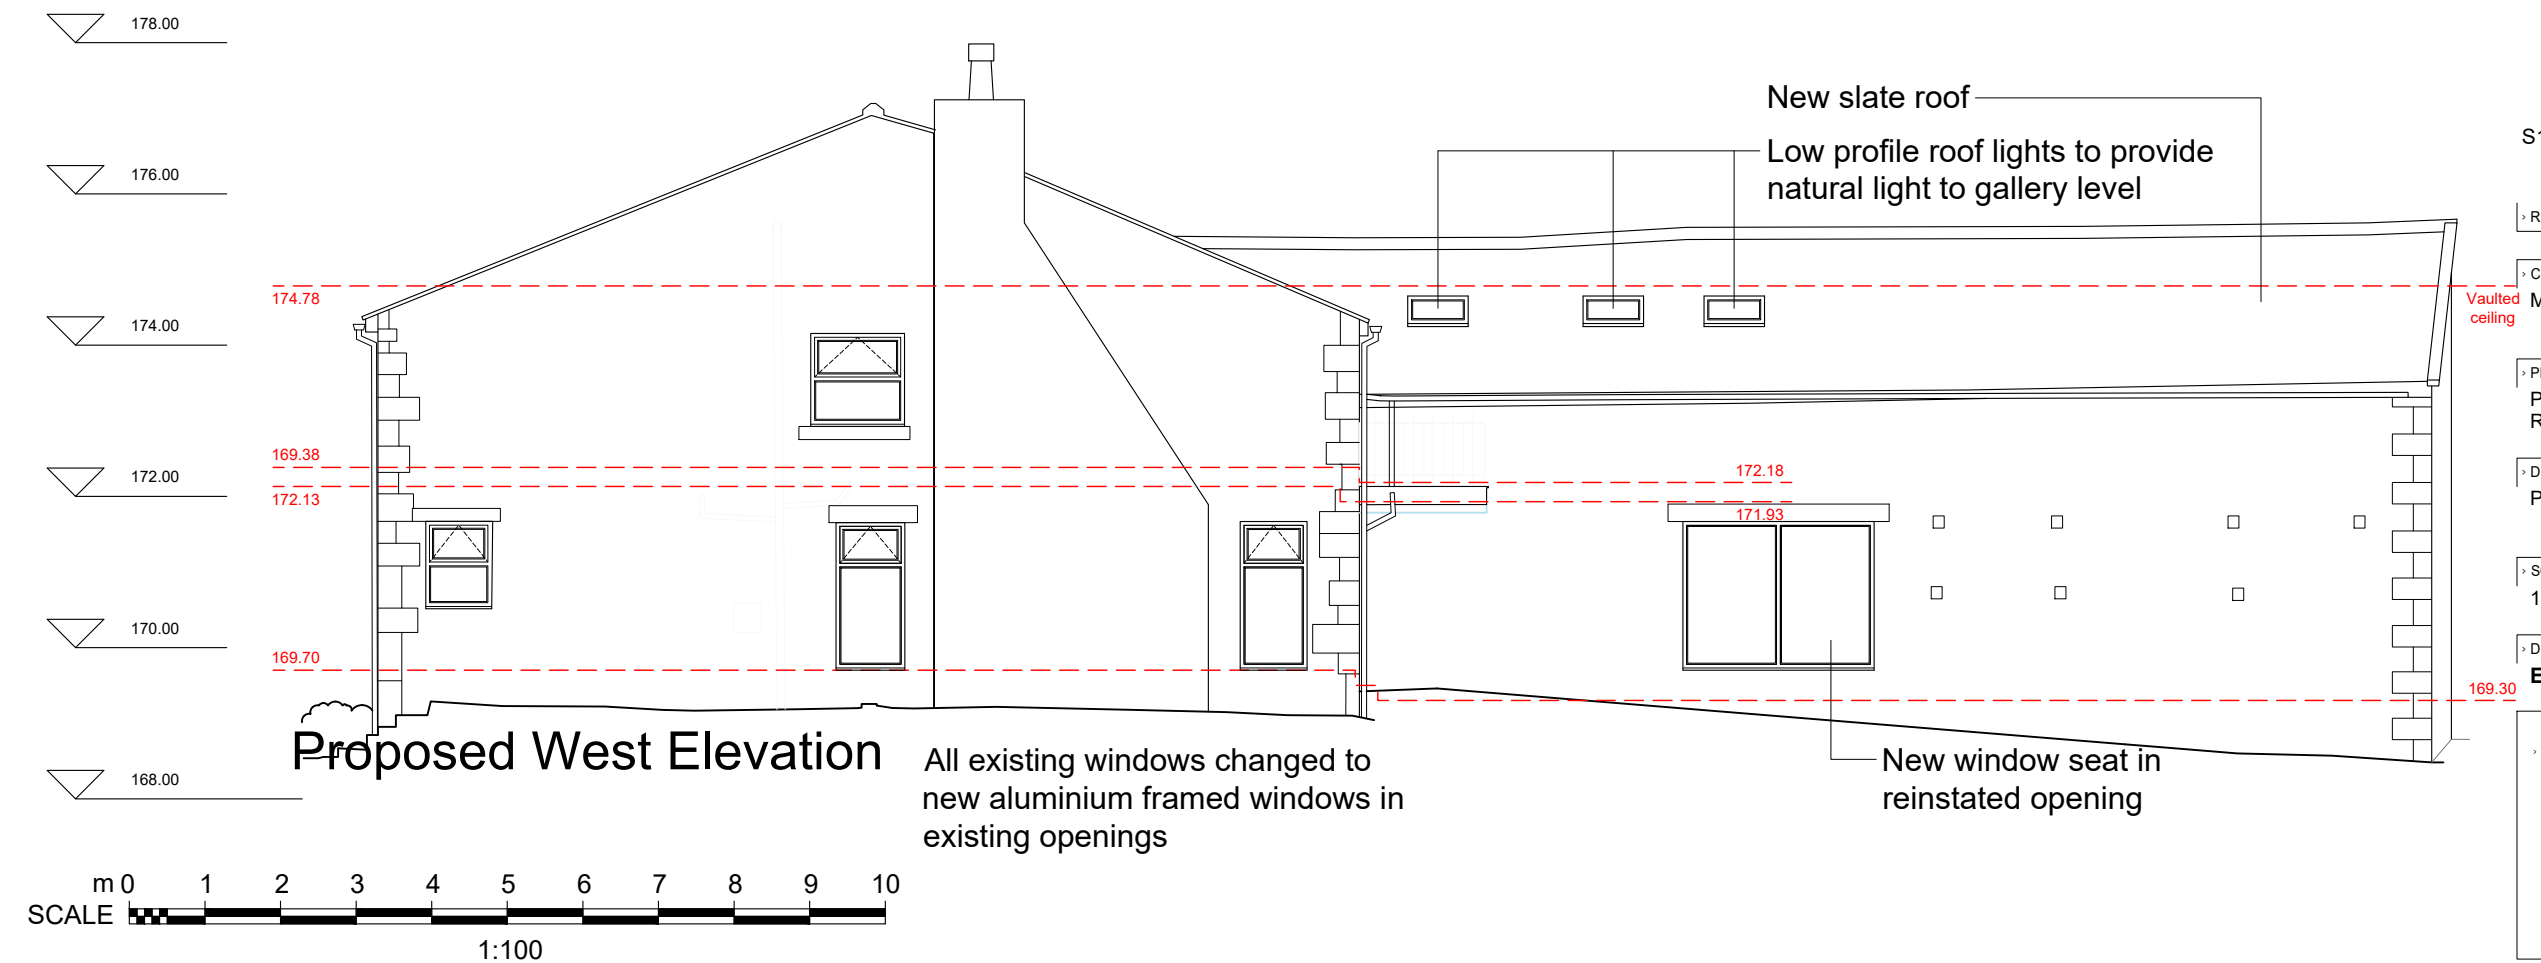 178.00
176.00
174.00
172.00
170.00
168.00
New slate roof
Low profile roof lights to provide
natural light to gallery level
174.78
Vaulted
ceiling
169.38
172.13
172.18
171.93
169.70
169.30
Proposed West Elevation
All existing windows changed to
new aluminium framed windows in
existing openings
New window seat in
reinstated opening
m 0 1 2 3 4 5 6 7 8 9 10
SCALE
1:100